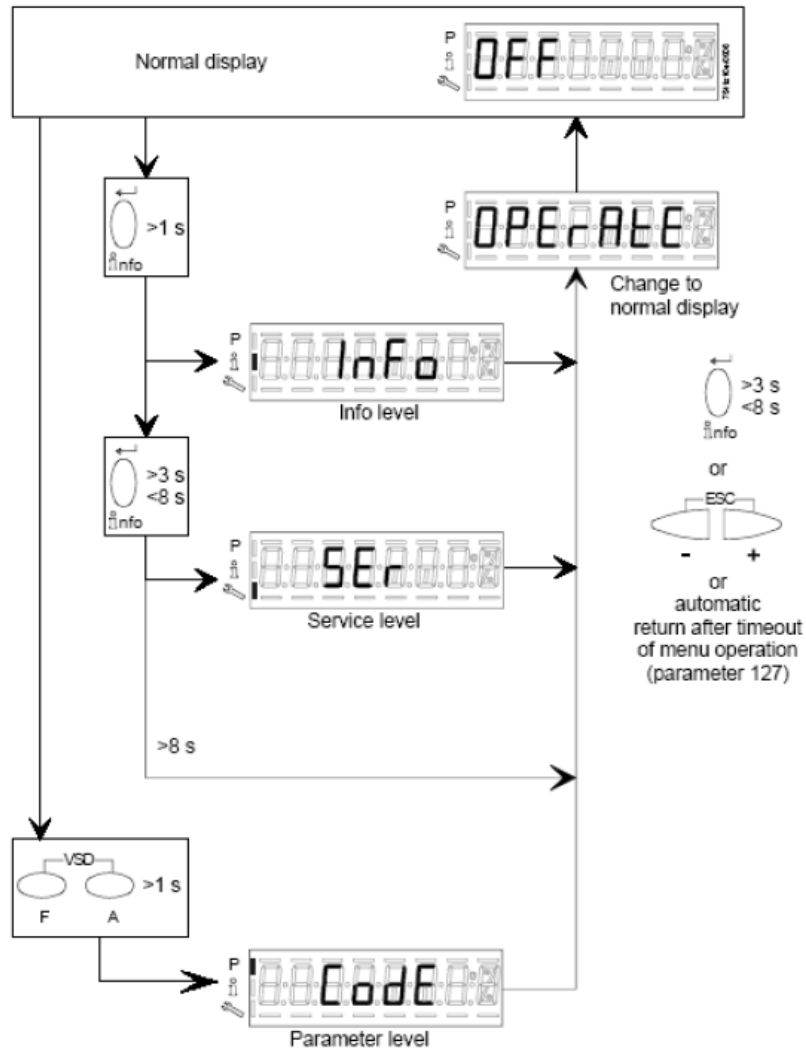 Normal display
P
i
OFF
>1 s
info
P
i
OPErAtE
Change to
normal display
P
i
InFo
Info level
>3 s
<8 s
info
>3 s
<8 s
info
or
ESC
- +
or
automatic
return after timeout
of menu operation
(parameter 127)
P
i
SEr
Service level
>8 s
VSD
>1 s
F A
P
i
CodE
Parameter level